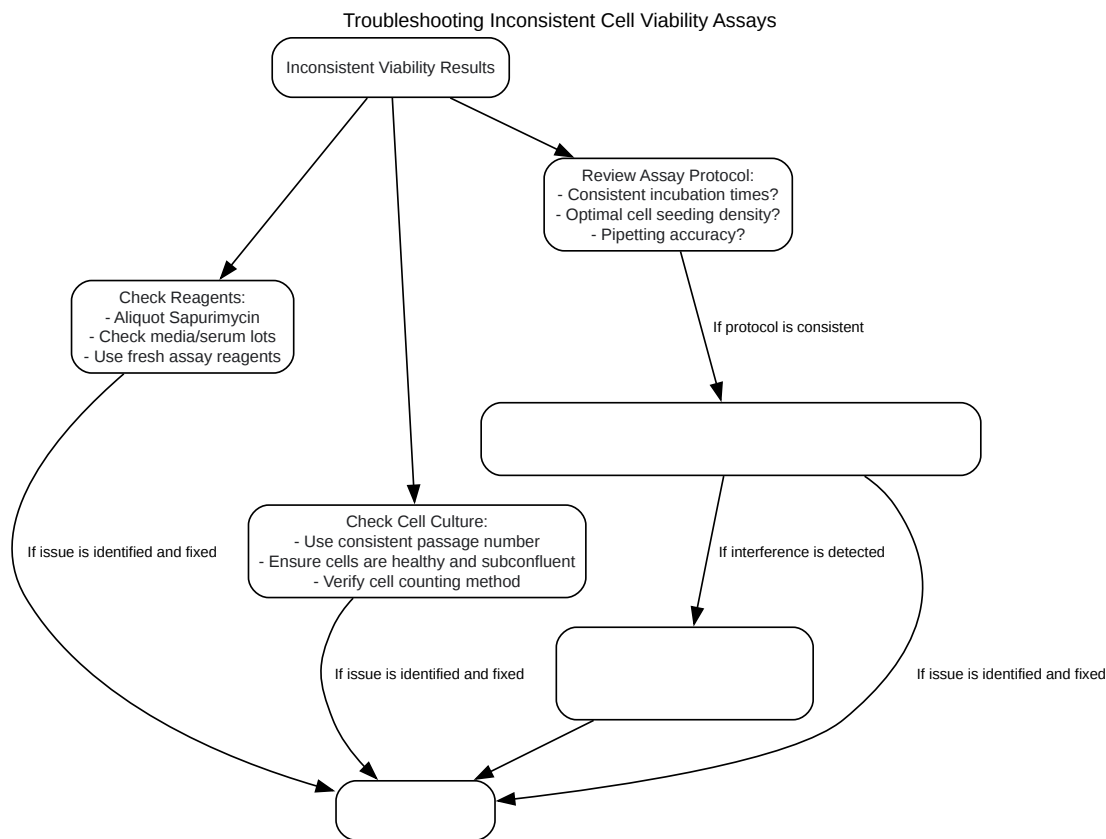 Troubleshooting Inconsistent Cell Viability Assays
Inconsistent Viability Results
Review Assay Protocol:
- Consistent incubation times?
- Optimal cell seeding density?
- Pipetting accuracy?
Check Reagents:
- Aliquot Sapurimycin
- Check media/serum lots
- Use fresh assay reagents
If protocol is consistent
Check Cell Culture:
- Use consistent passage number
- Ensure cells are healthy and subconfluent
- Verify cell counting method
If issue is identified and fixed
If interference is detected
If issue is identified and fixed
If issue is identified and fixed